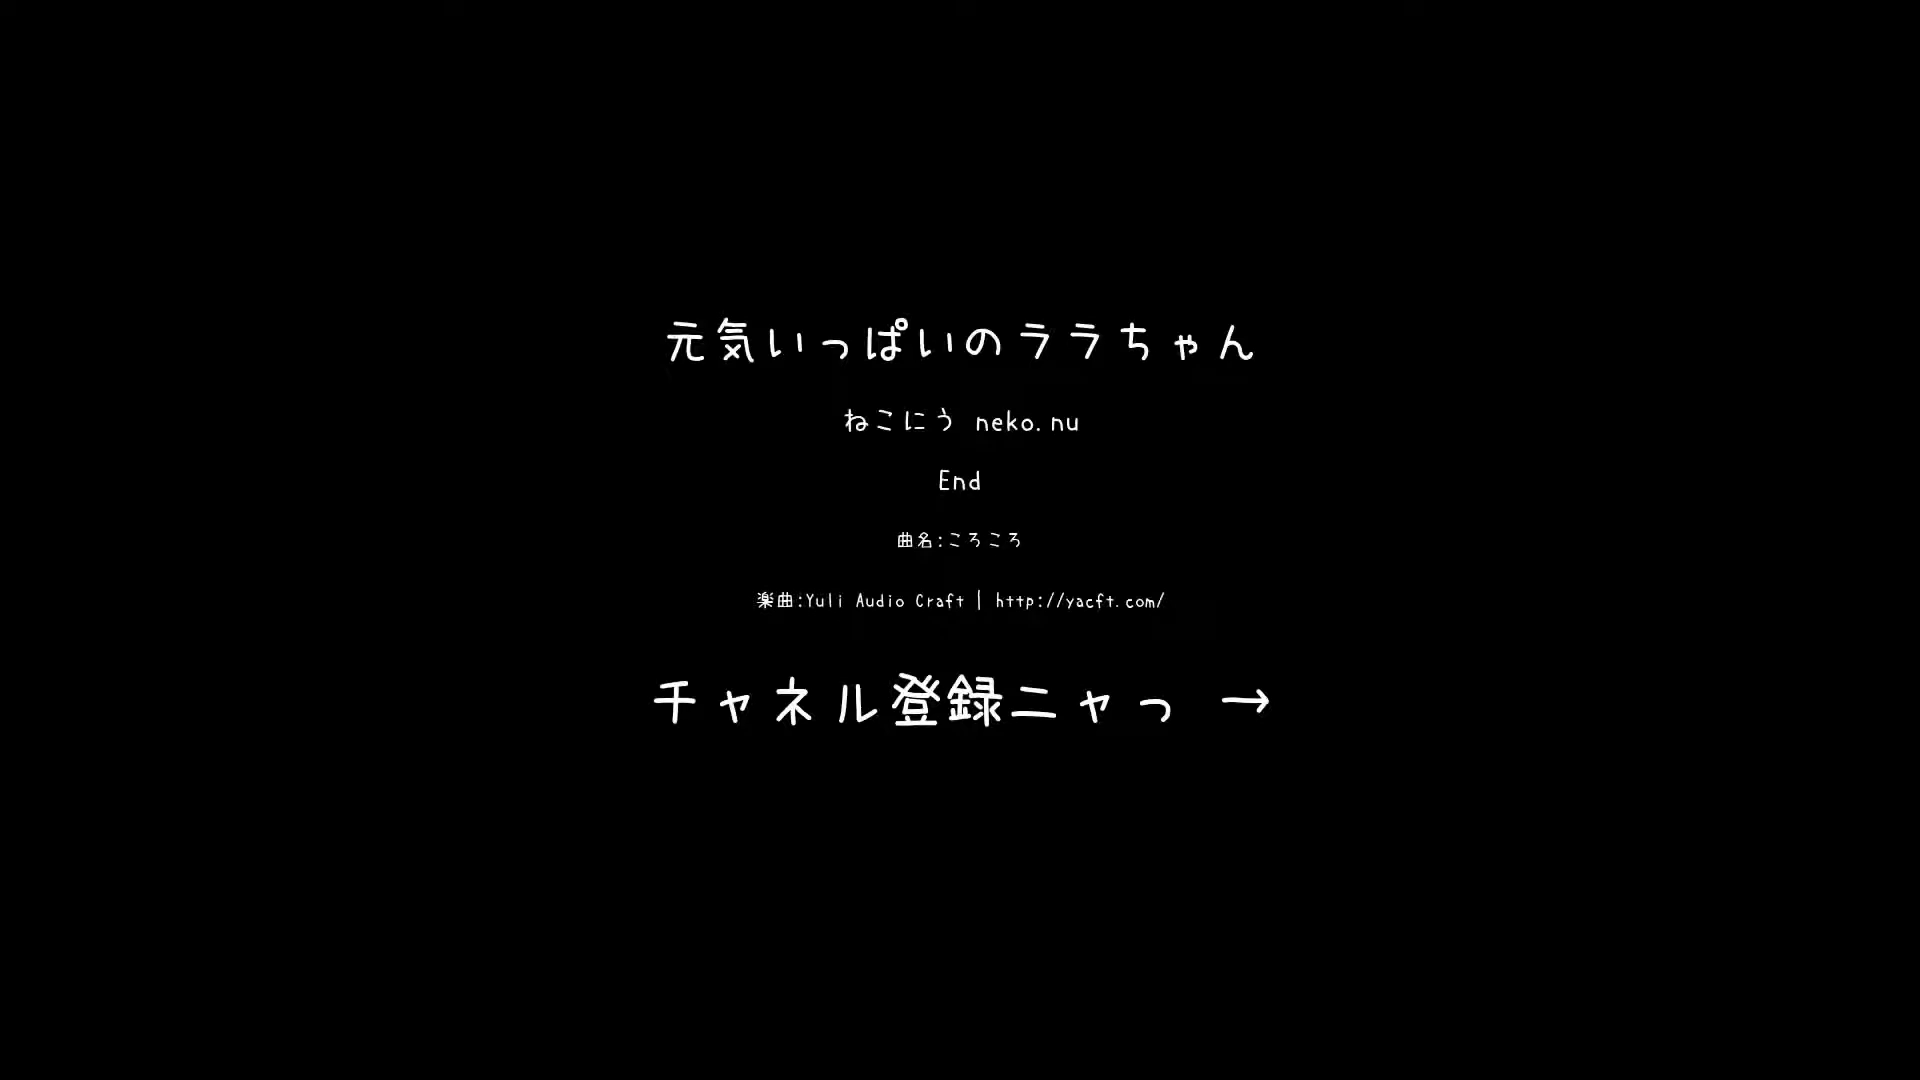 元気いっぱいのララちゃん
ねこにう neko.nu
End
曲名:ころころ
楽曲:Yuli Audio Craft | http://yacft.com/
チャネル登録ニャっ →